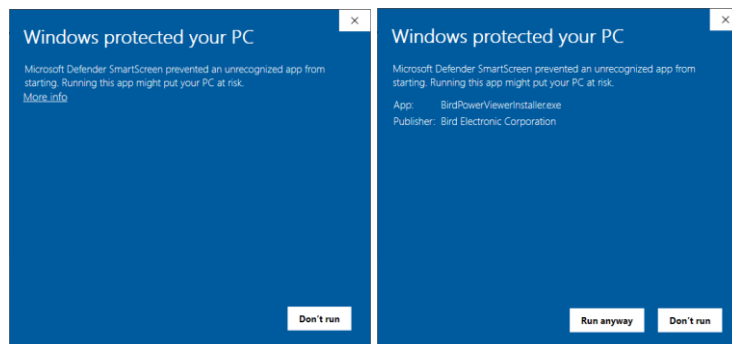 Windows protected your PC
Microsoft Defender SmartScreen prevented an unrecognized app from
starting. Running this app might put your PC at risk.
More info
Don't run
Windows protected your PC
Microsoft Defender SmartScreen prevented an unrecognized app from
starting. Running this app might put your PC at risk.
App: BirdPowerViewerInstaller.exe
Publisher: Bird Electronic Corporation
Run anyway
Don't run